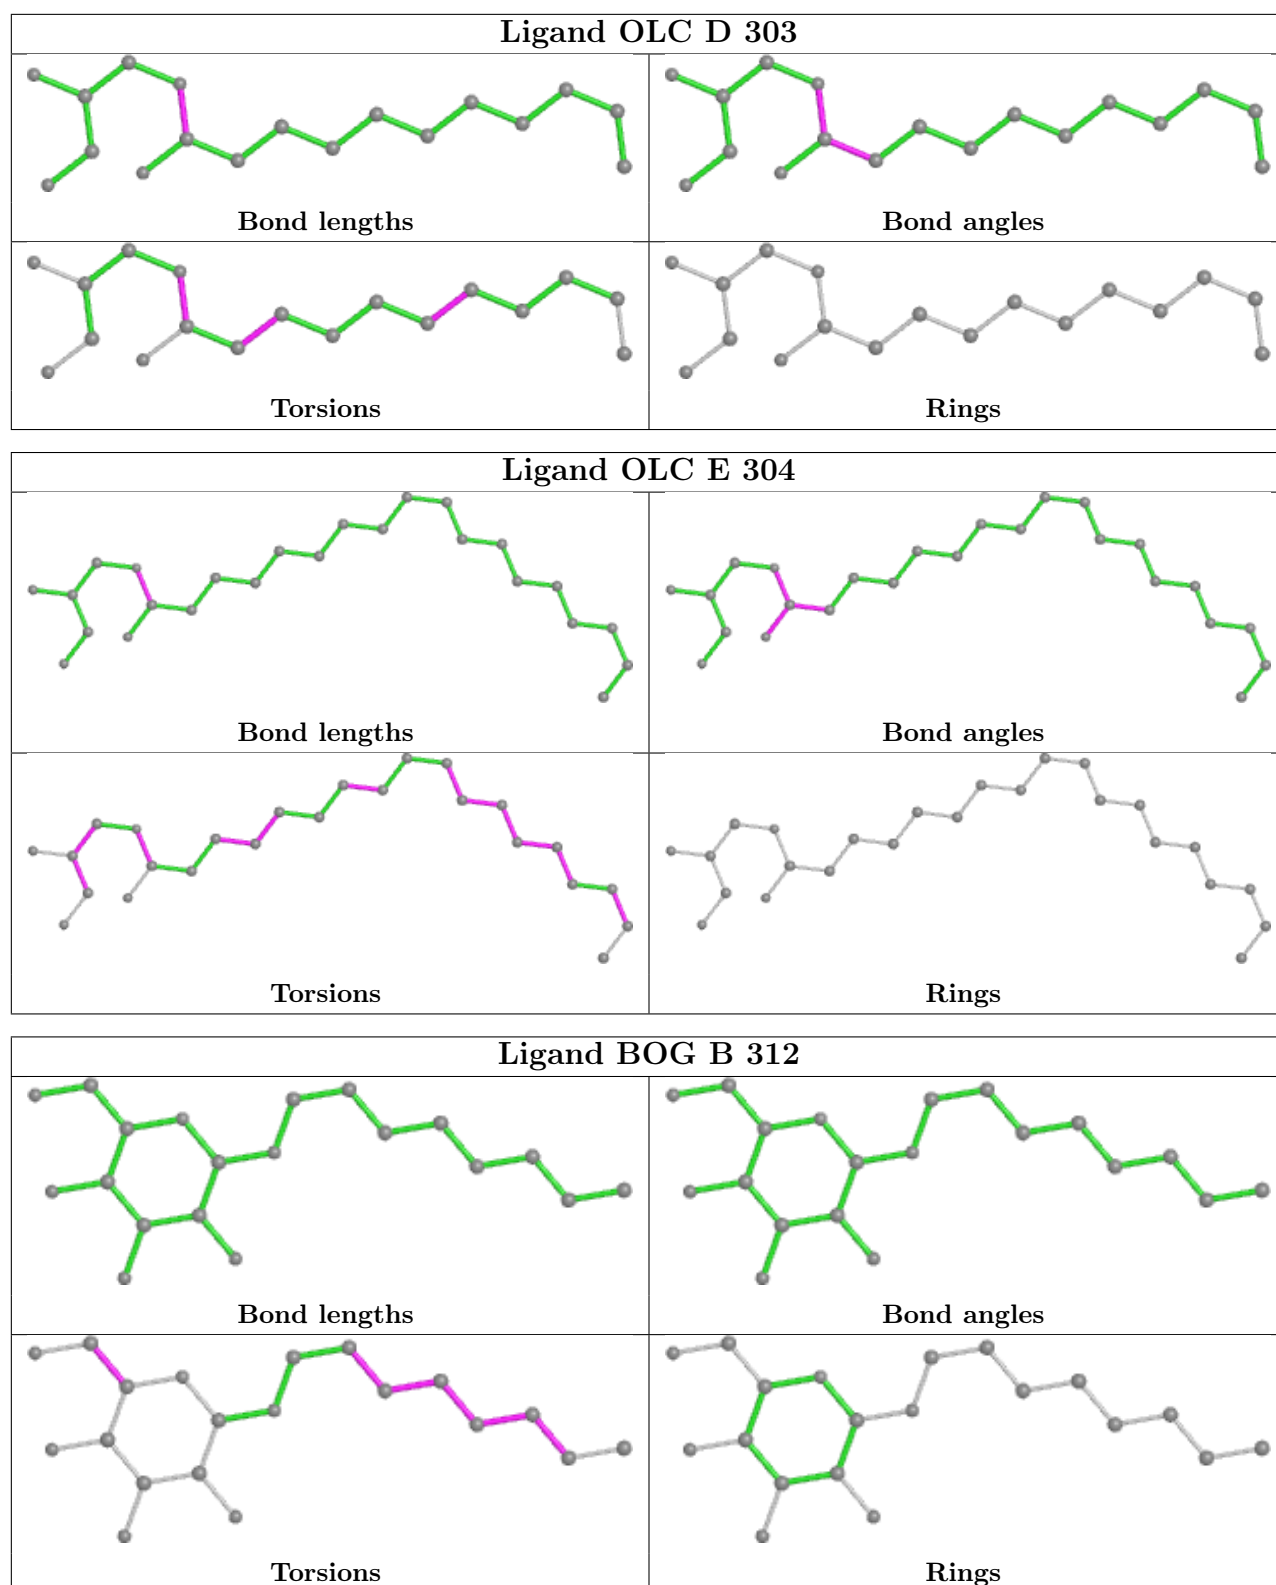 Ligand OLC D 303
Bond lengths
Bond angles
Torsions
Rings
Ligand OLC E 304
Bond lengths
Bond angles
Torsions
Rings
Ligand BOG B 312
Bond lengths
Bond angles
Torsions
Rings